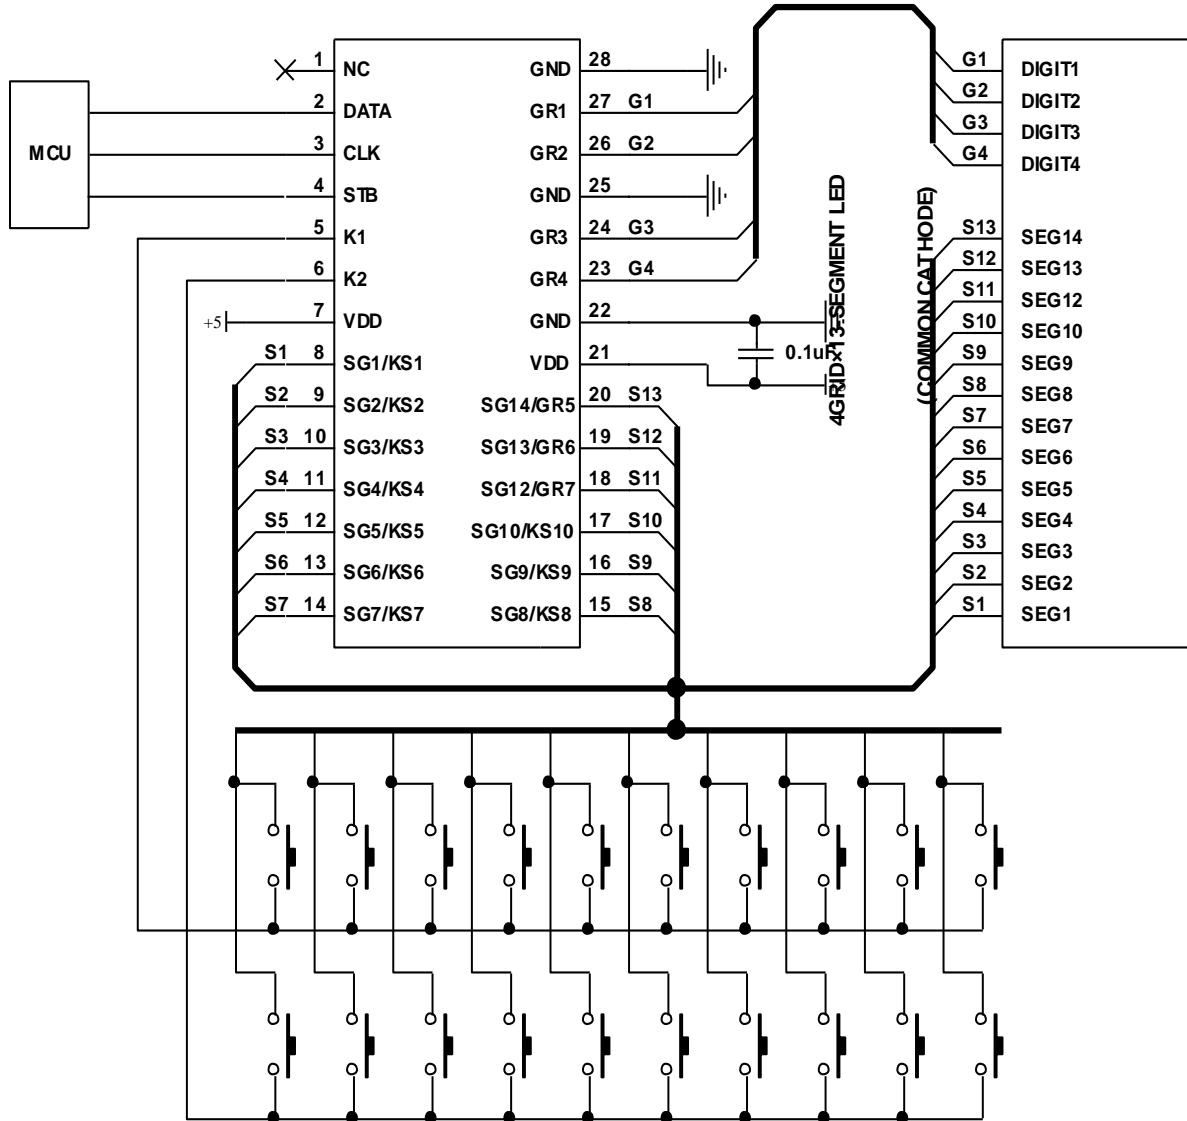 MCU
1 NC
2 DATA
3 CLK
4 STB
5 K1
6 K2
+5 7 VDD
S1 8 SG1/KS1
S2 9 SG2/KS2
S3 10 SG3/KS3
S4 11 SG4/KS4
S5 12 SG5/KS5
S6 13 SG6/KS6
S7 14 SG7/KS7
GND 28
GR1 27 G1
GR2 26 G2
GND 25
GR3 24 G3
GR4 23 G4
GND 22
VDD 21
SG14/GR5 20 S13
SG13/GR6 19 S12
SG12/GR7 18 S11
SG10/KS10 17 S10
SG9/KS9 16 S9
SG8/KS8 15 S8
0.1uF
4GRID×13-SEGMENT LED
(COMMON CATHODE)
G1 DIGIT1
G2 DIGIT2
G3 DIGIT3
G4 DIGIT4
S13 SEG14
S12 SEG13
S11 SEG12
S10 SEG10
S9 SEG9
S8 SEG8
S7 SEG7
S6 SEG6
S5 SEG5
S4 SEG4
S3 SEG3
S2 SEG2
S1 SEG1